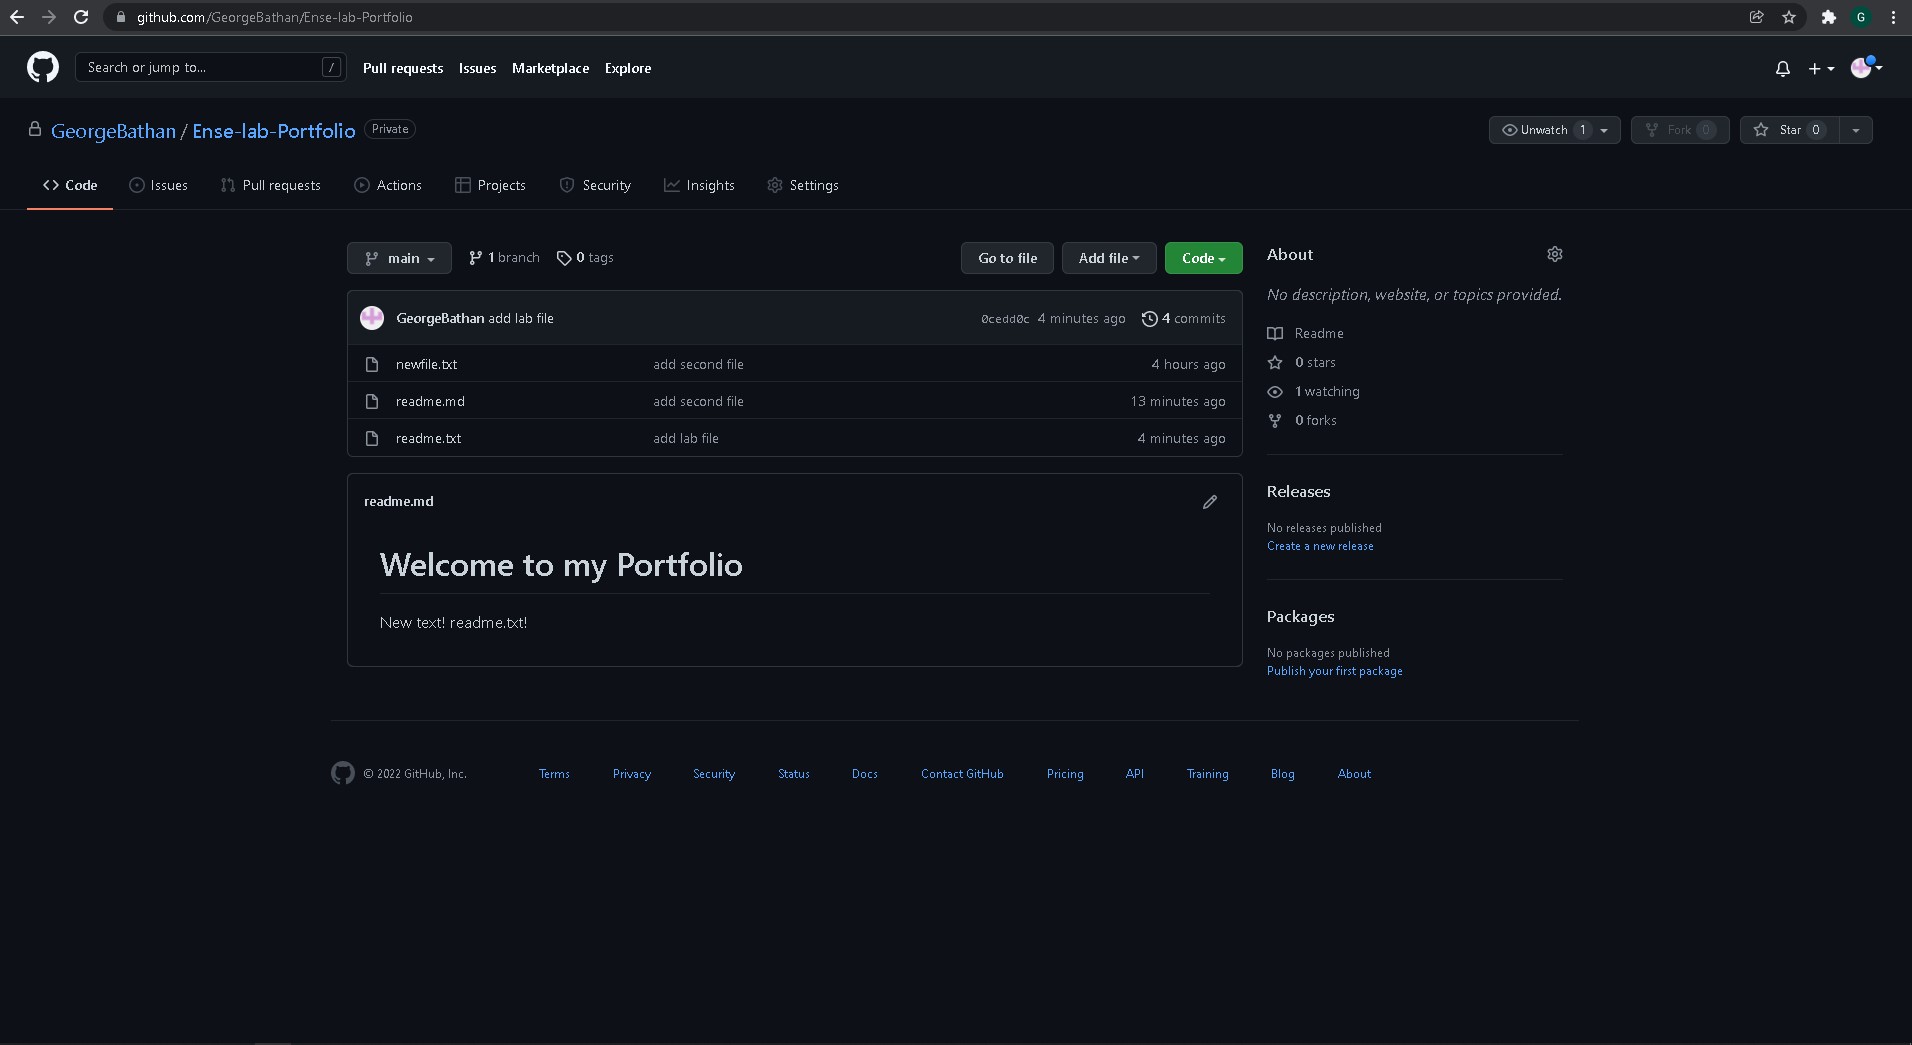 github.com/GeorgeBathan/Ense-lab-Portfolio
G
Search or jump to... /
Pull requests Issues Marketplace Explore
GeorgeBathan / Ense-lab-Portfolio Private
Unwatch 1 Fork 0 Star 0
Code Issues Pull requests Actions Projects Security Insights Settings
main 1 branch 0 tags Go to file Add file Code
GeorgeBathan add lab file 0cedd0c 4 minutes ago 4 commits
newfile.txt add second file 4 hours ago
readme.md add second file 13 minutes ago
readme.txt add lab file 4 minutes ago
readme.md
Welcome to my Portfolio
New text! readme.txt!
About
No description, website, or topics provided.
Readme
0 stars
1 watching
0 forks
Releases
No releases published
Create a new release
Packages
No packages published
Publish your first package
© 2022 GitHub, Inc. Terms Privacy Security Status Docs Contact GitHub Pricing API Training Blog About